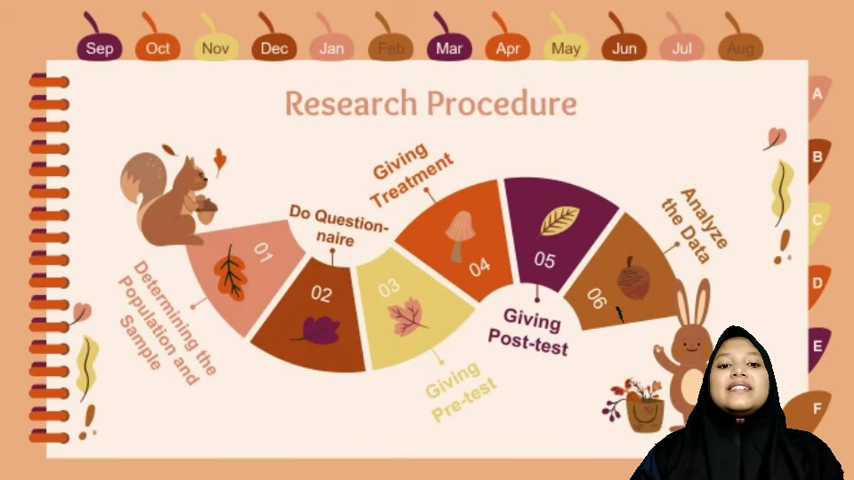 Sep
Oct
Nov
Dec
Jan
Feb
Mar
Apr
May
Jun
Jul
Aug
Research Procedure
A
B
C
D
E
F
01
Determining the
Population and
Sample
02
Do Question-
naire
03
Giving
Pre-test
04
Giving
Treatment
05
Giving
Post-test
06
Analyze
the Data